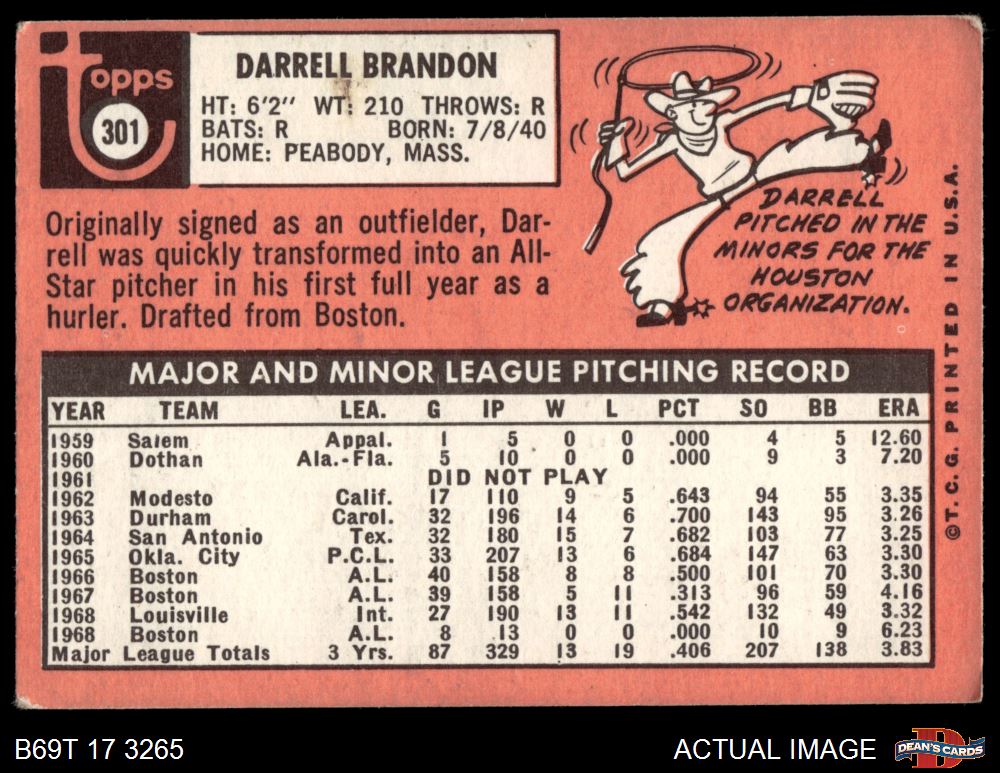 topps
301
DARRELL BRANDON
HT: 6'2" WT: 210 THROWS: R
BATS: R BORN: 7/8/40
HOME: PEABODY, MASS.
Originally signed as an outfielder, Dar-
rell was quickly transformed into an All-
Star pitcher in his first full year as a
hurler. Drafted from Boston.
DARRELL
PITCHED IN THE
MINORS FOR THE
HOUSTON
ORGANIZATION.
MAJOR AND MINOR LEAGUE PITCHING RECORD
YEAR TEAM LEA. G IP W L PCT SO BB ERA
1959 Salem Appal. 1 5 0 0 .000 4 5 12.60
1960 Dothan Ala.-Fla. 5 10 0 0 .000 9 3 7.20
1961 DID NOT PLAY
1962 Modesto Calif. 17 110 9 5 .643 94 55 3.35
1963 Durham Carol. 32 196 14 6 .700 143 95 3.26
1964 San Antonio Tex. 32 180 15 7 .682 103 77 3.25
1965 Okla. City P.C.L. 33 207 13 6 .684 147 63 3.30
1966 Boston A.L. 40 158 8 8 .500 101 70 3.30
1967 Boston A.L. 39 158 5 11 .313 96 59 4.16
1968 Louisville Int. 27 190 13 11 .542 132 49 3.32
1968 Boston A.L. 8 13 0 0 .000 10 9 6.23
Major League Totals 3 Yrs. 87 329 13 19 .406 207 138 3.83
©T.C.G. PRINTED IN U.S.A.
B69T 17 3265
ACTUAL IMAGE
DEAN'S CARDS